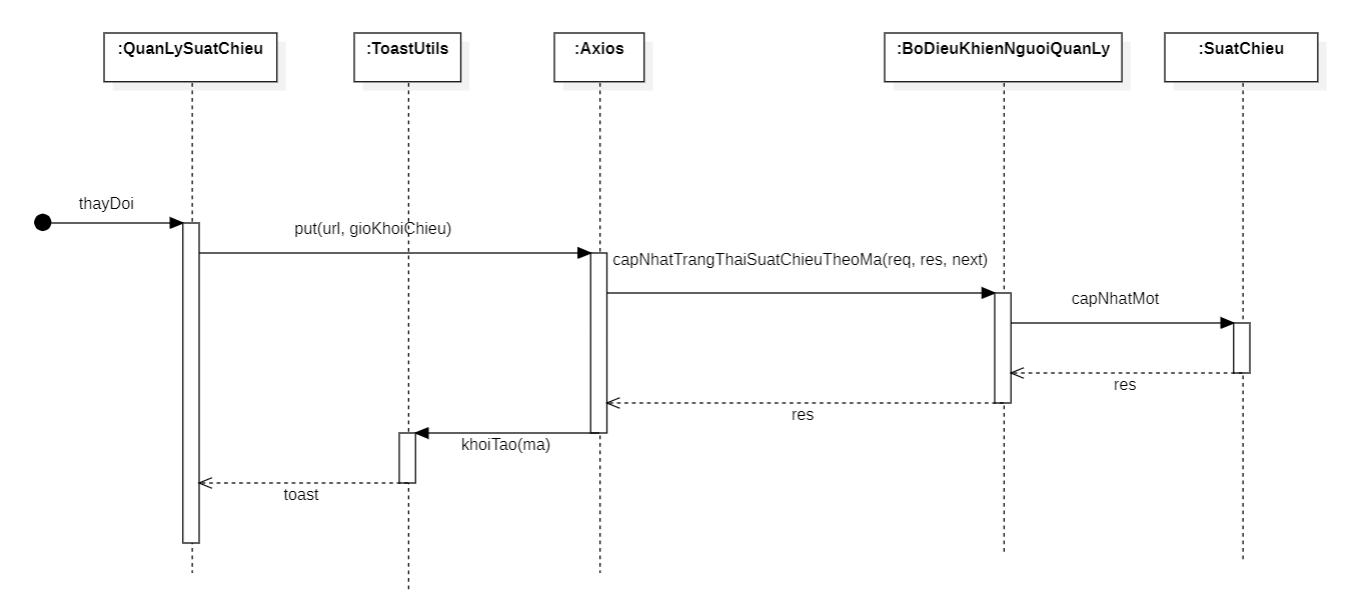 :QuanLySuatChieu
:ToastUtils
:Axios
:BoDieuKhienNguoiQuanLy
:SuatChieu
thayDoi
put(url, gioKhoiChieu)
capNhatTrangThaiSuatChieuTheoMa(req, res, next)
capNhatMot
res
res
khoiTao(ma)
toast